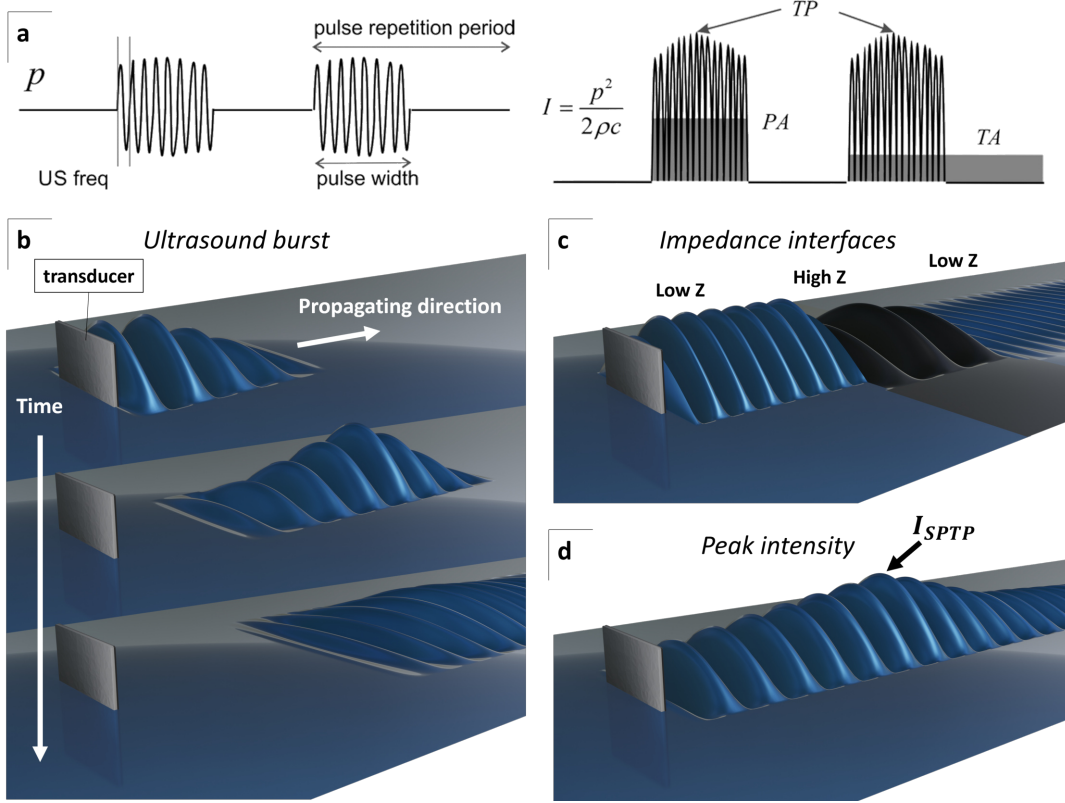 a
p
US freq
pulse repetition period
pulse width
I = p² / 2ρc
TP
PA
TA
b
Ultrasound burst
transducer
Propagating direction
Time
c
Impedance interfaces
Low Z
High Z
Low Z
d
Peak intensity
I_SPTP